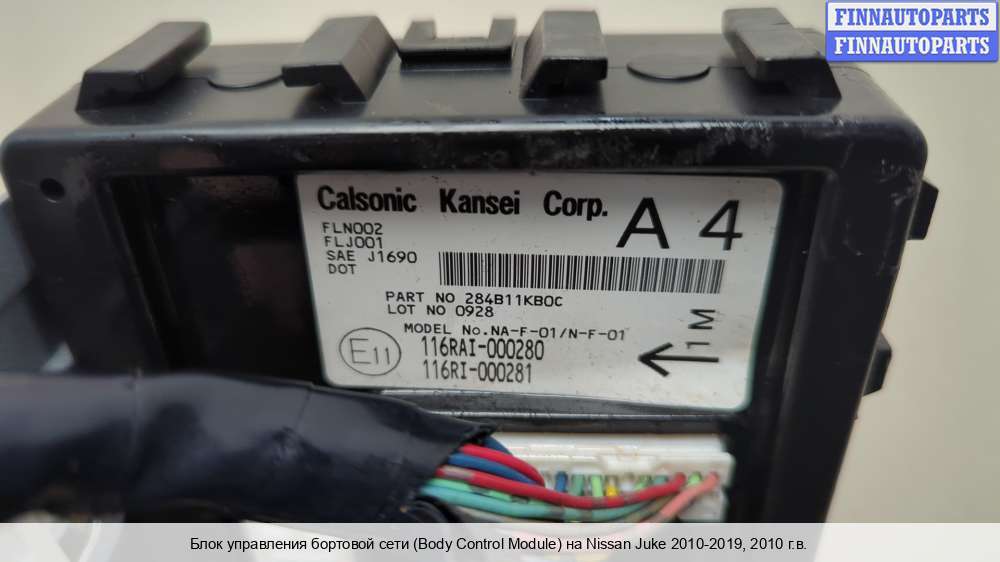 FINNAUTOPARTS
FINNAUTOPARTS
Calsonic Kansei Corp.
A 4
FLN002
FLJ001
SAE J1690
DOT
PART NO 284B11KB0C
LOT NO 0928
MODEL No.NA-F-01/N-F-01
E11
116RAI-000280
116RI-000281
1M
Блок управления бортовой сети (Body Control Module) на Nissan Juke 2010-2019, 2010 г.в.